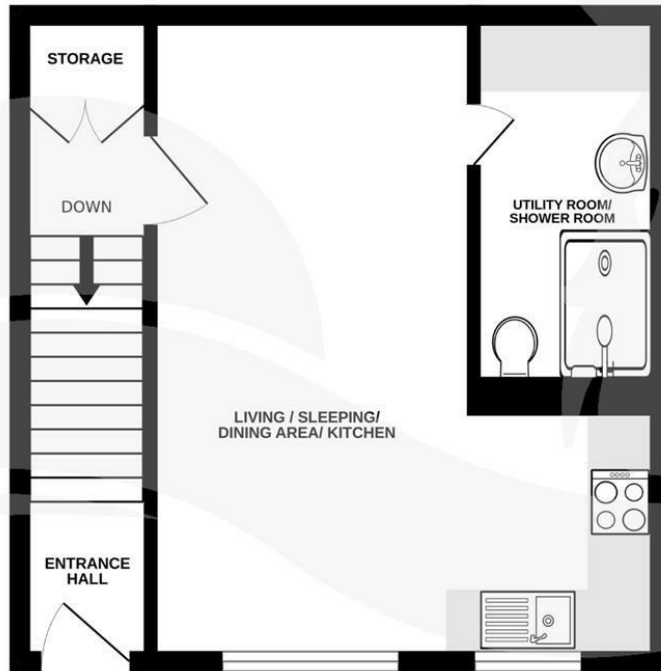 STORAGE
DOWN
UTILITY ROOM/
SHOWER ROOM
LIVING / SLEEPING/
DINING AREA/ KITCHEN
ENTRANCE
HALL